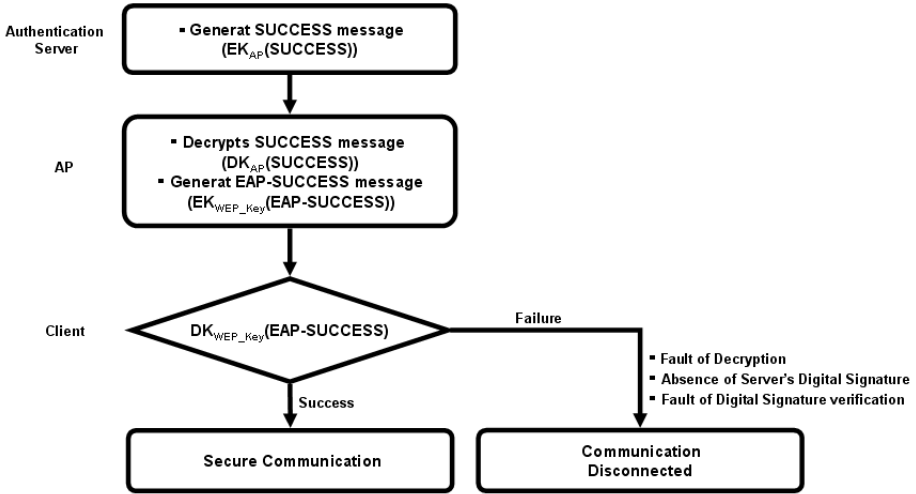 Authentication
Server
▪ Generat SUCCESS message
(EKAP(SUCCESS))
AP
▪ Decrypts SUCCESS message
(DKAP(SUCCESS))
▪ Generat EAP-SUCCESS message
(EKWEP_Key(EAP-SUCCESS))
Client
DKWEP_Key(EAP-SUCCESS)
Failure
▪ Fault of Decryption
▪ Absence of Server's Digital Signature
▪ Fault of Digital Signature verification
Success
Secure Communication
Communication
Disconnected